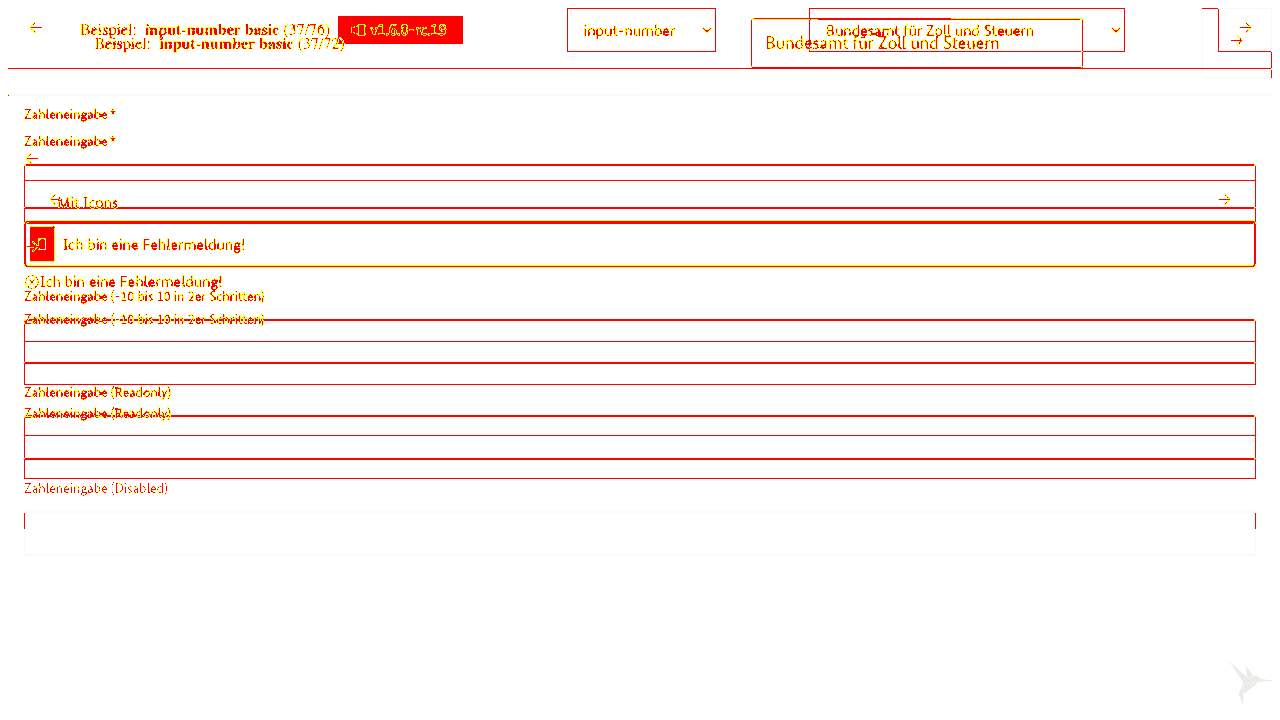 Beispiel: input-number basic (37/76) v1.6.0-rc.19 input-number Bundesamt für Zoll und Steuern
Beispiel: input-number basic (37/72) Bundesamt für Zoll und Steuern
Zahleneingabe *
Zahleneingabe *
Mit Icons
Ich bin eine Fehlermeldung!
Ich bin eine Fehlermeldung!
Zahleneingabe (-10 bis 10 in 2er Schritten)
Zahleneingabe (-10 bis 10 in 2er Schritten)
Zahleneingabe (Readonly)
Zahleneingabe (Readonly)
Zahleneingabe (Disabled)